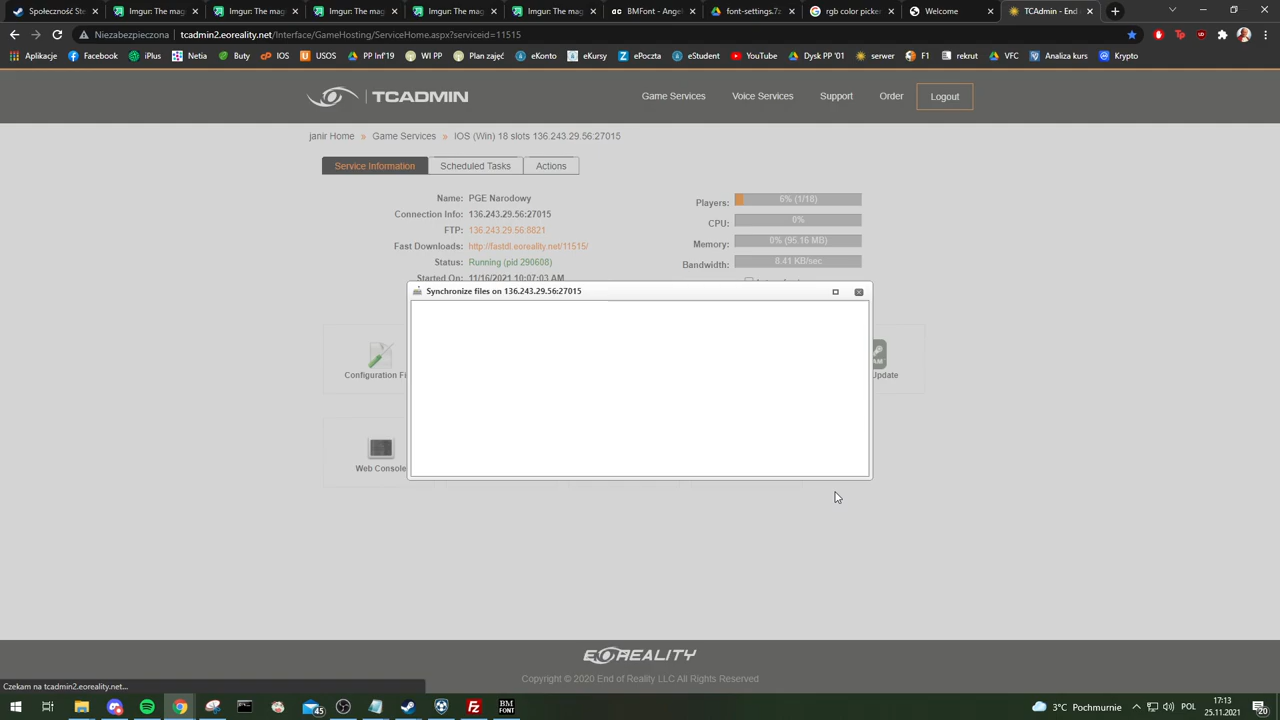 Społeczność Ste
Imgur: The mag
Imgur: The mag
Imgur: The mag
Imgur: The mag
Imgur: The mag
BMFont - Ange
font-settings.7z
rgb color picker
Welcome
TCAdmin - End
Niezabezpieczona | tcadmin2.eoreality.net/Interface/GameHosting/ServiceHome.aspx?serviceid=11515
Aplikacje
Facebook
iPlus
Netia
Buty
IOS
USOS
PP Inf'19
WIT
Plan zajęć
eKonto
eKursy
ePoczta
eStudent
YouTube
Dysk PP '01
serwer
F1
rekrut
VFC
Analiza kurs
Krypto
TCADMIN
Game Services
Voice Services
Support
Order
Logout
janir Home » Game Services » IOS (Win) 18 slots 136.243.29.56:27015
Service Information
Scheduled Tasks
Actions
Name: PGE Narodowy
Connection Info: 136.243.29.56:27015
FTP: 136.243.29.56:8821
Fast Downloads: http://fastdl.eoreality.net/11515/
Status: Running (pid 290608)
Started On: 11/16/2021 10:07:03 AM
Players: 6% (1/18)
CPU: 0%
Memory: 0% (95.16 MB)
Bandwidth: 8.41 KB/sec
Synchronize files on 136.243.29.56:27015
Configuration Fi
Update
Web Console
EOREALITY
Copyright © 2020 End of Reality LLC All Rights Reserved
Czekam na tcadmin2.eoreality.net...
45
BM
FONT
3°C Pochmurnie
POL
17:13
25.11.2021
20